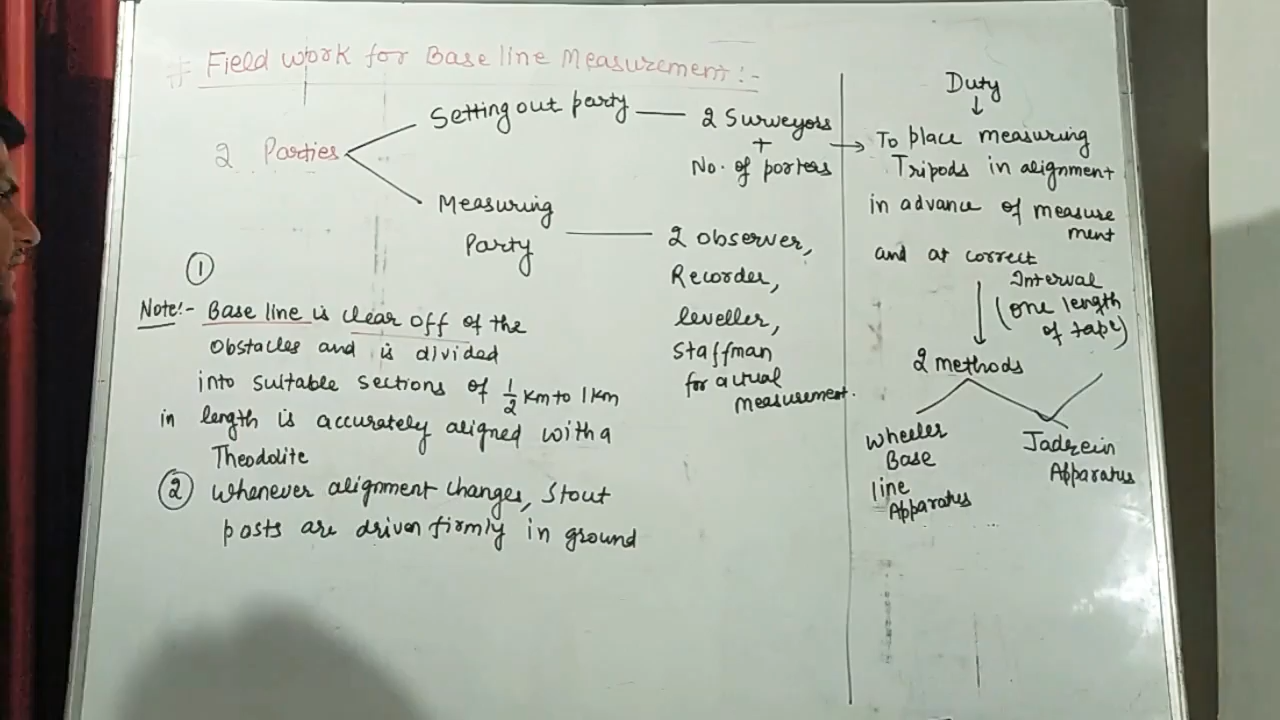 # Field work for Base line Measurement:-
2 Parties
Setting out party — 2 Surveyors
+
No. of porters
Measuring
Party — 2 observer,
Recorder,
leveller,
Staffman
for actual
measurement.
①
Note:- Base line is clear off of the
obstacles and is divided
into suitable sections of 1/2 km to 1 km
in length is accurately aligned with a
Theodolite
② whenever alignment changes, stout
posts are driven firmly in ground
Duty
↓
→ To place measuring
Tripods in alignment
in advance of measure
ment
and at correct
Interval
(one length
of tape)
2 methods
Wheeler
Base
line
Apparatus
Jaderin
Apparatus